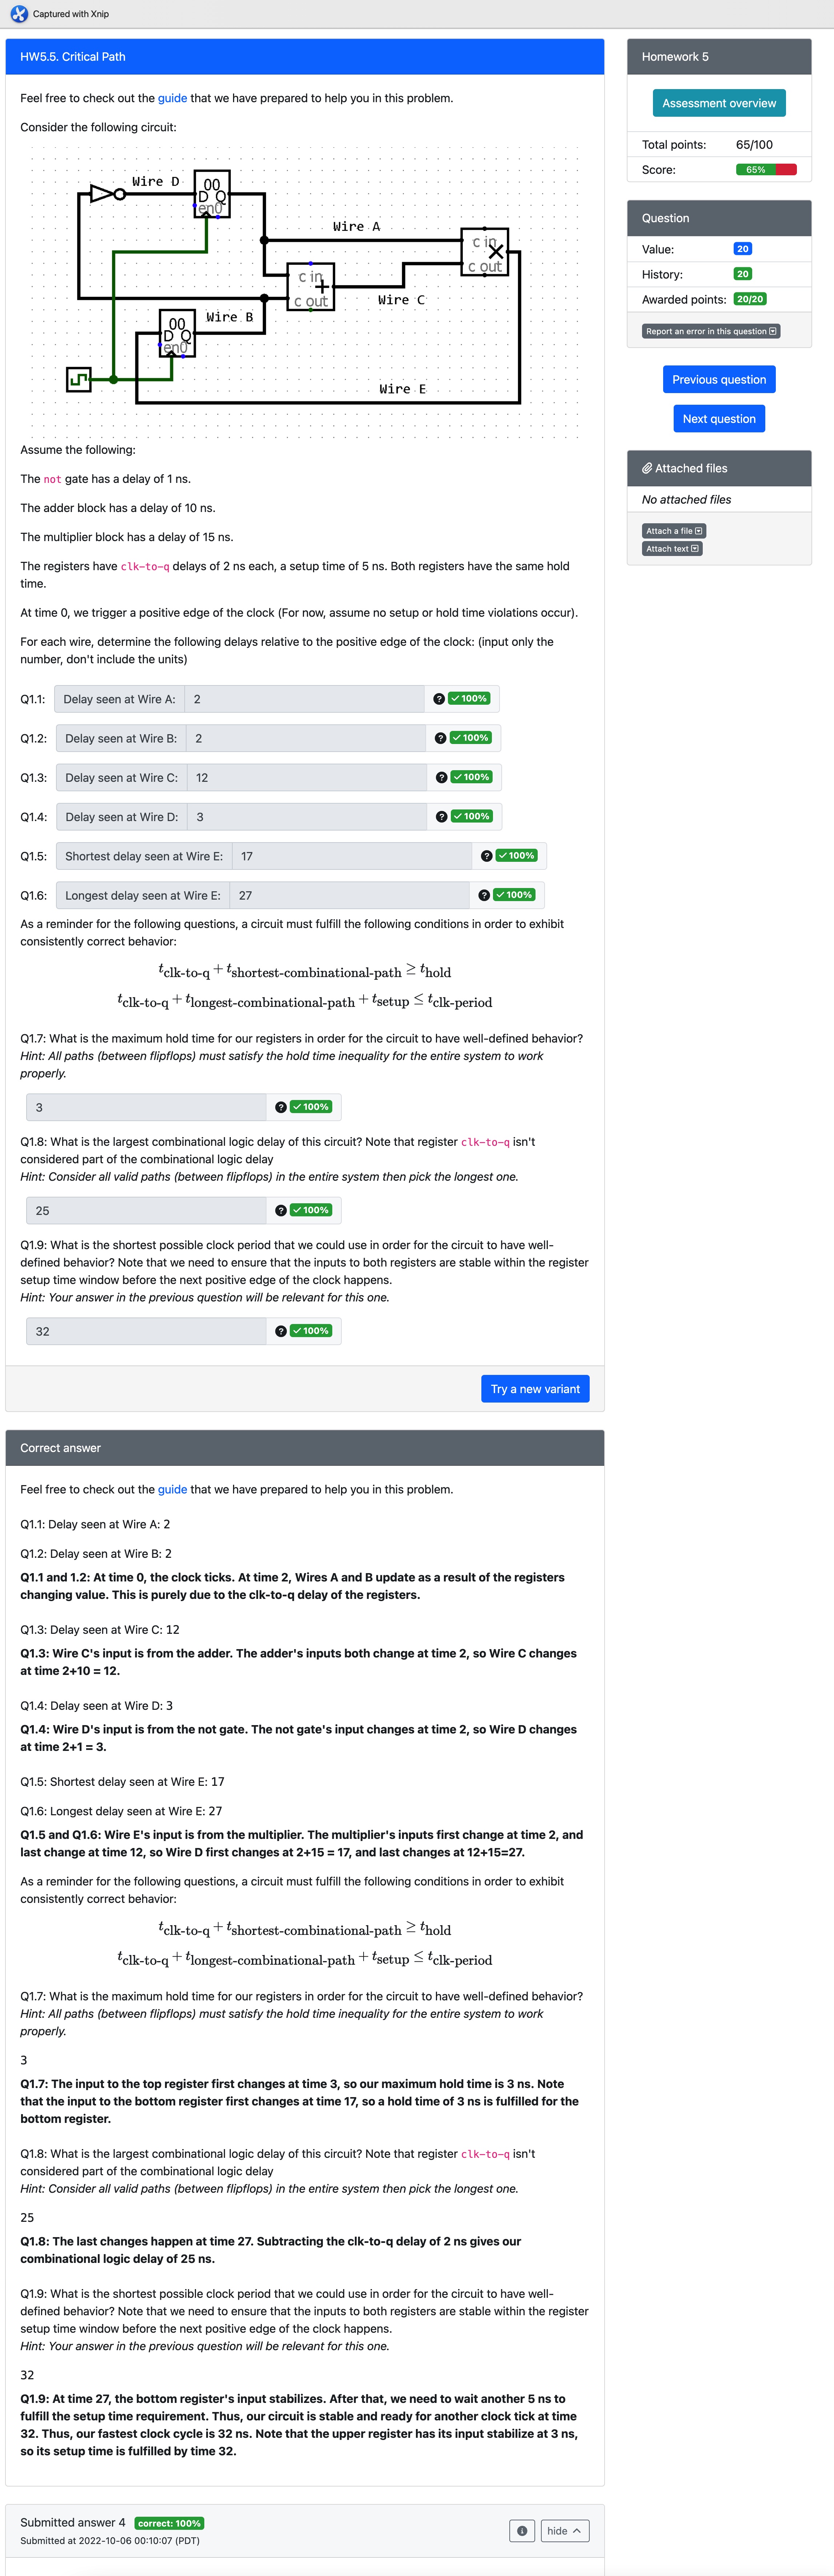 Captured with Xnip
HW5.5. Critical Path
Feel free to check out the guide that we have prepared to help you in this problem.
Consider the following circuit:
Wire D
00
D Q
en0
Wire A
c in
×
c out
c in
+
c out
Wire C
00
D Q
en0
Wire B
Wire E
Assume the following:
The not gate has a delay of 1 ns.
The adder block has a delay of 10 ns.
The multiplier block has a delay of 15 ns.
The registers have clk-to-q delays of 2 ns each, a setup time of 5 ns. Both registers have the same hold
time.
At time 0, we trigger a positive edge of the clock (For now, assume no setup or hold time violations occur).
For each wire, determine the following delays relative to the positive edge of the clock: (input only the
number, don't include the units)
Q1.1: Delay seen at Wire A: 2 ? ✓ 100%
Q1.2: Delay seen at Wire B: 2 ? ✓ 100%
Q1.3: Delay seen at Wire C: 12 ? ✓ 100%
Q1.4: Delay seen at Wire D: 3 ? ✓ 100%
Q1.5: Shortest delay seen at Wire E: 17 ? ✓ 100%
Q1.6: Longest delay seen at Wire E: 27 ? ✓ 100%
As a reminder for the following questions, a circuit must fulfill the following conditions in order to exhibit
consistently correct behavior:
t clk-to-q + t shortest-combinational-path ≥ t hold
t clk-to-q + t longest-combinational-path + t setup ≤ t clk-period
Q1.7: What is the maximum hold time for our registers in order for the circuit to have well-defined behavior?
Hint: All paths (between flipflops) must satisfy the hold time inequality for the entire system to work
properly.
3 ? ✓ 100%
Q1.8: What is the largest combinational logic delay of this circuit? Note that register clk-to-q isn't
considered part of the combinational logic delay
Hint: Consider all valid paths (between flipflops) in the entire system then pick the longest one.
25 ? ✓ 100%
Q1.9: What is the shortest possible clock period that we could use in order for the circuit to have well-
defined behavior? Note that we need to ensure that the inputs to both registers are stable within the register
setup time window before the next positive edge of the clock happens.
Hint: Your answer in the previous question will be relevant for this one.
32 ? ✓ 100%
Try a new variant
Correct answer
Feel free to check out the guide that we have prepared to help you in this problem.
Q1.1: Delay seen at Wire A: 2
Q1.2: Delay seen at Wire B: 2
Q1.1 and 1.2: At time 0, the clock ticks. At time 2, Wires A and B update as a result of the registers
changing value. This is purely due to the clk-to-q delay of the registers.
Q1.3: Delay seen at Wire C: 12
Q1.3: Wire C's input is from the adder. The adder's inputs both change at time 2, so Wire C changes
at time 2+10 = 12.
Q1.4: Delay seen at Wire D: 3
Q1.4: Wire D's input is from the not gate. The not gate's input changes at time 2, so Wire D changes
at time 2+1 = 3.
Q1.5: Shortest delay seen at Wire E: 17
Q1.6: Longest delay seen at Wire E: 27
Q1.5 and Q1.6: Wire E's input is from the multiplier. The multiplier's inputs first change at time 2, and
last change at time 12, so Wire D first changes at 2+15 = 17, and last changes at 12+15=27.
As a reminder for the following questions, a circuit must fulfill the following conditions in order to exhibit
consistently correct behavior:
t clk-to-q + t shortest-combinational-path ≥ t hold
t clk-to-q + t longest-combinational-path + t setup ≤ t clk-period
Q1.7: What is the maximum hold time for our registers in order for the circuit to have well-defined behavior?
Hint: All paths (between flipflops) must satisfy the hold time inequality for the entire system to work
properly.
3
Q1.7: The input to the top register first changes at time 3, so our maximum hold time is 3 ns. Note
that the input to the bottom register first changes at time 17, so a hold time of 3 ns is fulfilled for the
bottom register.
Q1.8: What is the largest combinational logic delay of this circuit? Note that register clk-to-q isn't
considered part of the combinational logic delay
Hint: Consider all valid paths (between flipflops) in the entire system then pick the longest one.
25
Q1.8: The last changes happen at time 27. Subtracting the clk-to-q delay of 2 ns gives our
combinational logic delay of 25 ns.
Q1.9: What is the shortest possible clock period that we could use in order for the circuit to have well-
defined behavior? Note that we need to ensure that the inputs to both registers are stable within the register
setup time window before the next positive edge of the clock happens.
Hint: Your answer in the previous question will be relevant for this one.
32
Q1.9: At time 27, the bottom register's input stabilizes. After that, we need to wait another 5 ns to
fulfill the setup time requirement. Thus, our circuit is stable and ready for another clock tick at time
32. Thus, our fastest clock cycle is 32 ns. Note that the upper register has its input stabilize at 3 ns,
so its setup time is fulfilled by time 32.
Submitted answer 4 correct: 100%
Submitted at 2022-10-06 00:10:07 (PDT)
hide
Homework 5
Assessment overview
Total points: 65/100
Score: 65%
Question
Value: 20
History: 20
Awarded points: 20/20
Report an error in this question
Previous question
Next question
Attached files
No attached files
Attach a file
Attach text